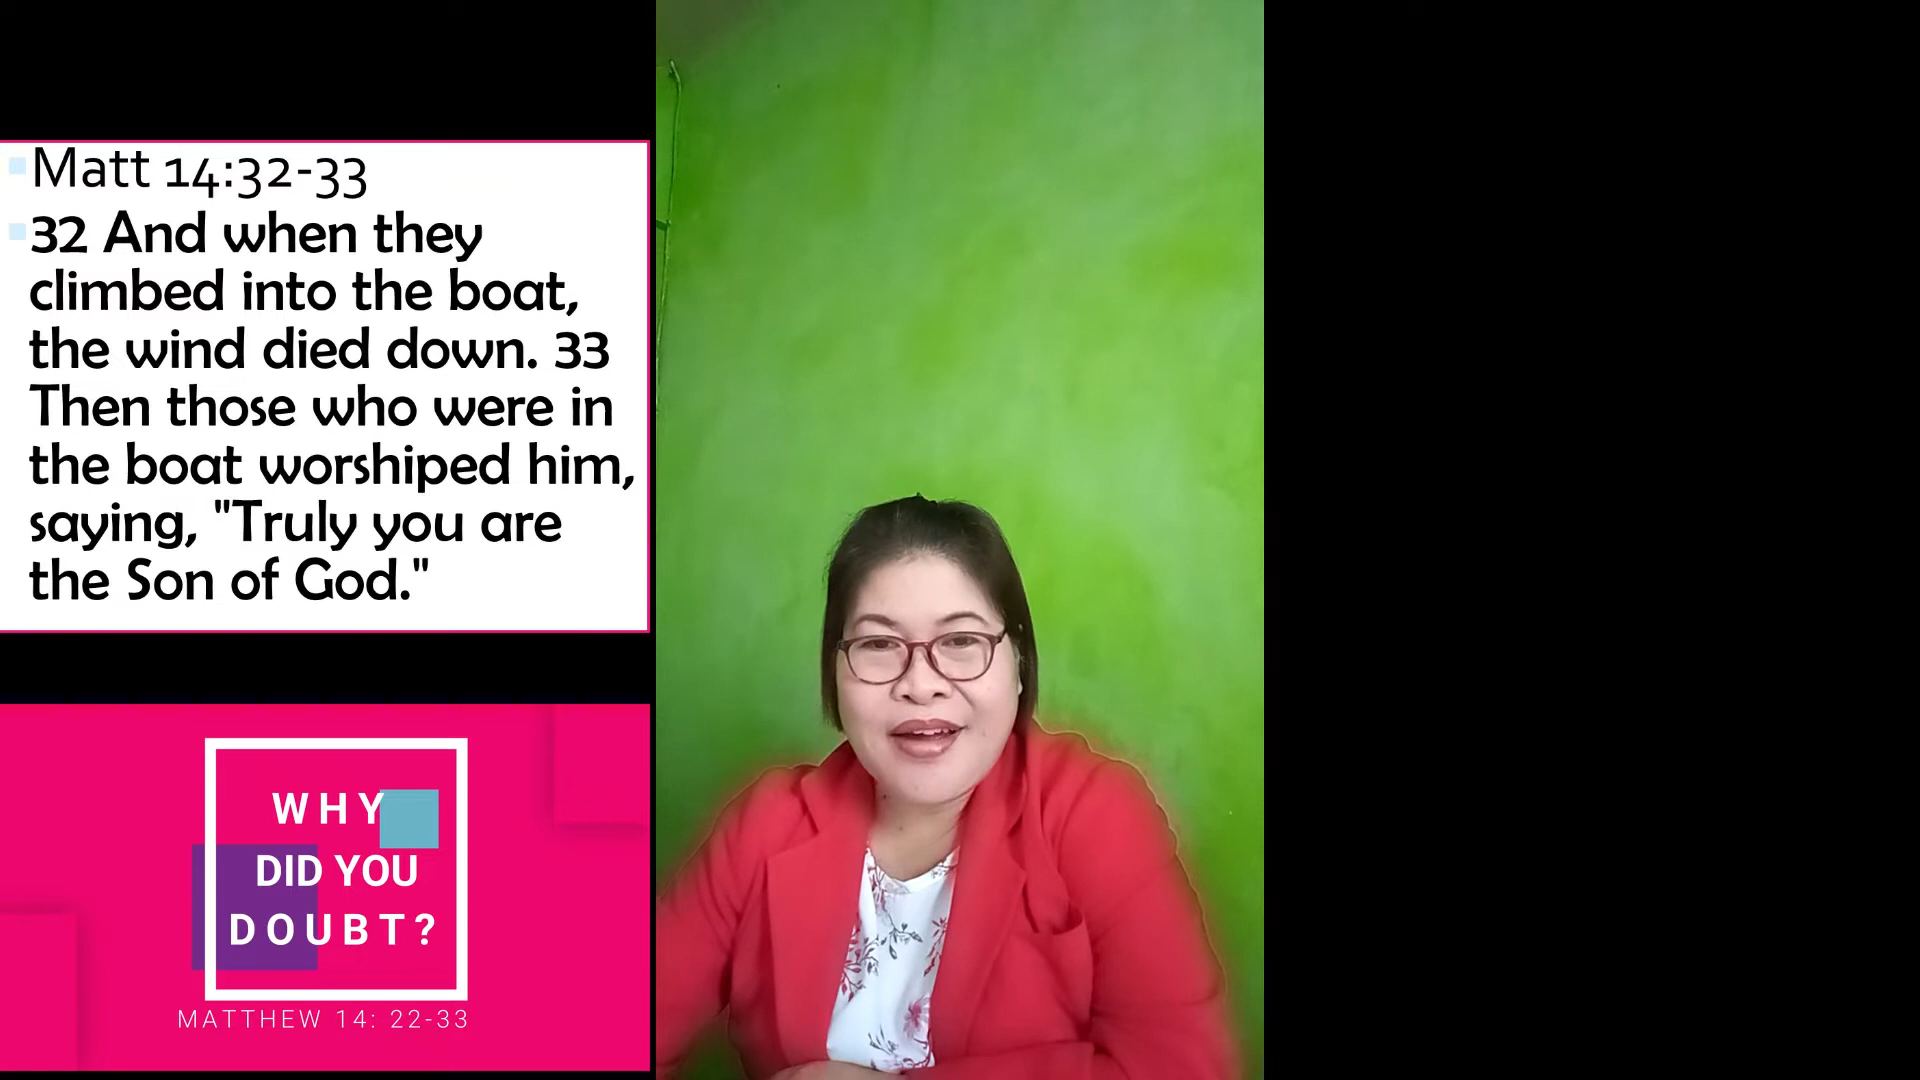 Matt 14:32-33
32 And when they
climbed into the boat,
the wind died down. 33
Then those who were in
the boat worshiped him,
saying, "Truly you are
the Son of God."
WHY
DID YOU
DOUBT?
MATTHEW 14: 22-33